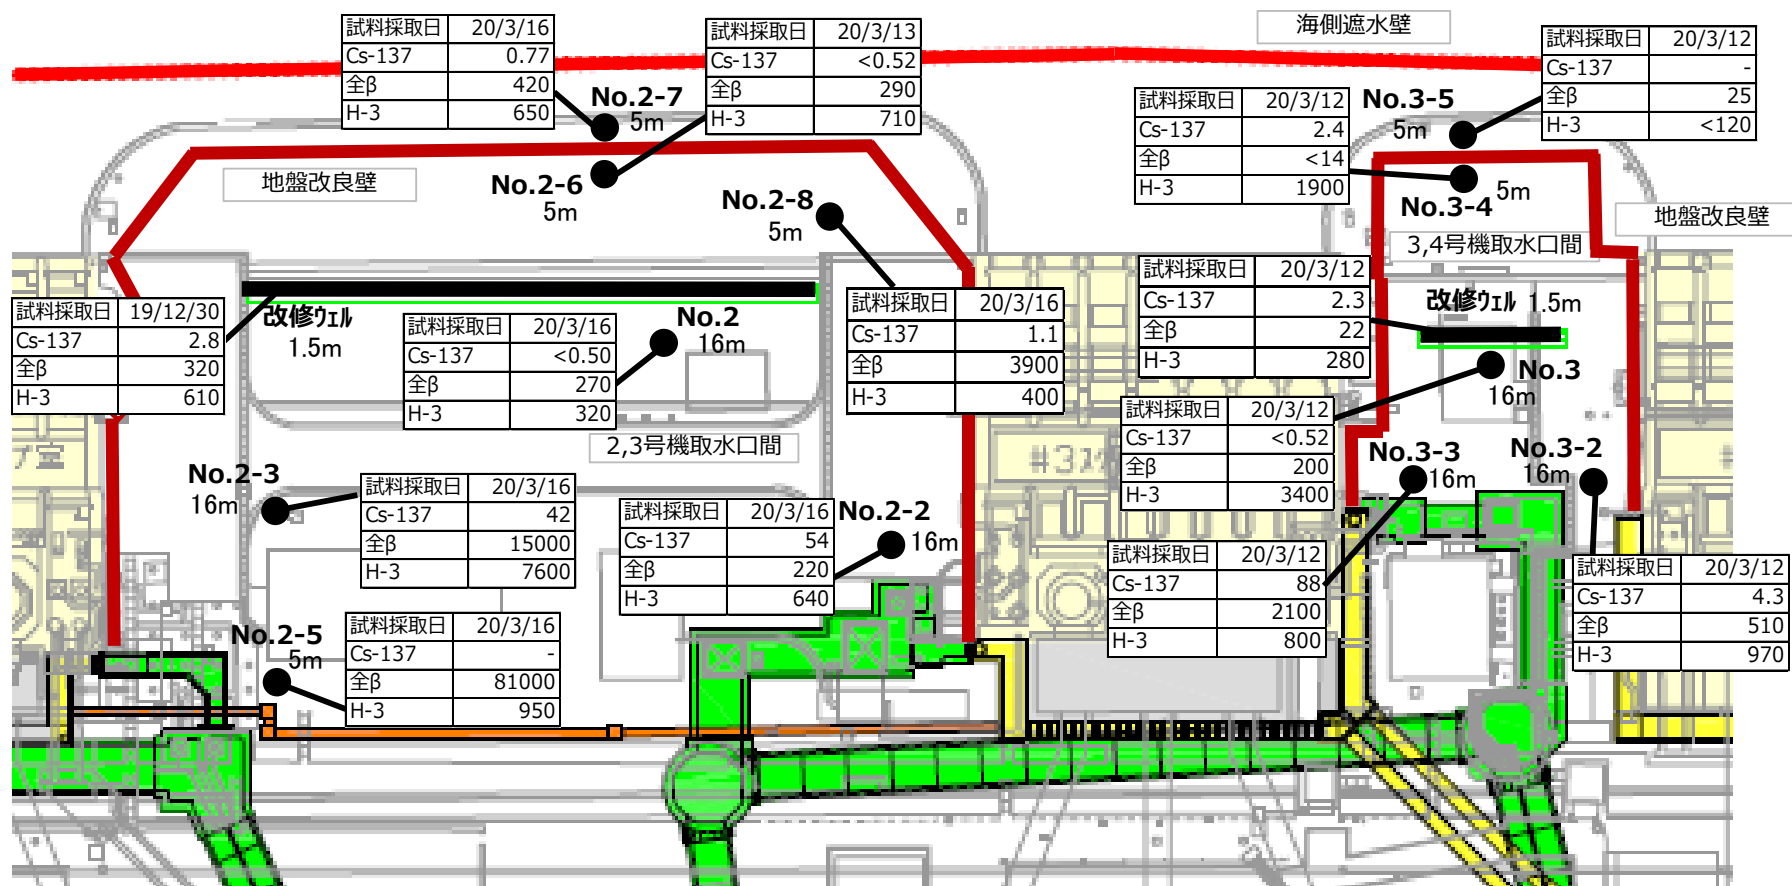 海側遮水壁
試料採取日 20/3/16
Cs-137 0.77
全β 420
H-3 650
No.2-7
5m
試料採取日 20/3/13
Cs-137 <0.52
全β 290
H-3 710
No.2-6
5m
地盤改良壁
試料採取日 20/3/12
Cs-137 -
全β 25
H-3 <120
No.3-5
5m
試料採取日 20/3/12
Cs-137 2.4
全β <14
H-3 1900
No.3-4
5m
地盤改良壁
3,4号機取水口間
No.2-8
5m
試料採取日 20/3/16
Cs-137 1.1
全β 3900
H-3 400
試料採取日 19/12/30
Cs-137 2.8
全β 320
H-3 610
改修ウェル
1.5m
試料採取日 20/3/16
Cs-137 <0.50
全β 270
H-3 320
No.2
16m
2,3号機取水口間
試料採取日 20/3/12
Cs-137 2.3
全β 22
H-3 280
改修ウェル 1.5m
試料採取日 20/3/12
Cs-137 <0.52
全β 200
H-3 3400
No.3
16m
No.2-3
16m
試料採取日 20/3/16
Cs-137 42
全β 15000
H-3 7600
試料採取日 20/3/16
Cs-137 54
全β 220
H-3 640
No.2-2
16m
No.3-3
16m
試料採取日 20/3/12
Cs-137 88
全β 2100
H-3 800
No.3-2
16m
試料採取日 20/3/12
Cs-137 4.3
全β 510
H-3 970
No.2-5
5m
試料採取日 20/3/16
Cs-137 -
全β 81000
H-3 950
#3
室